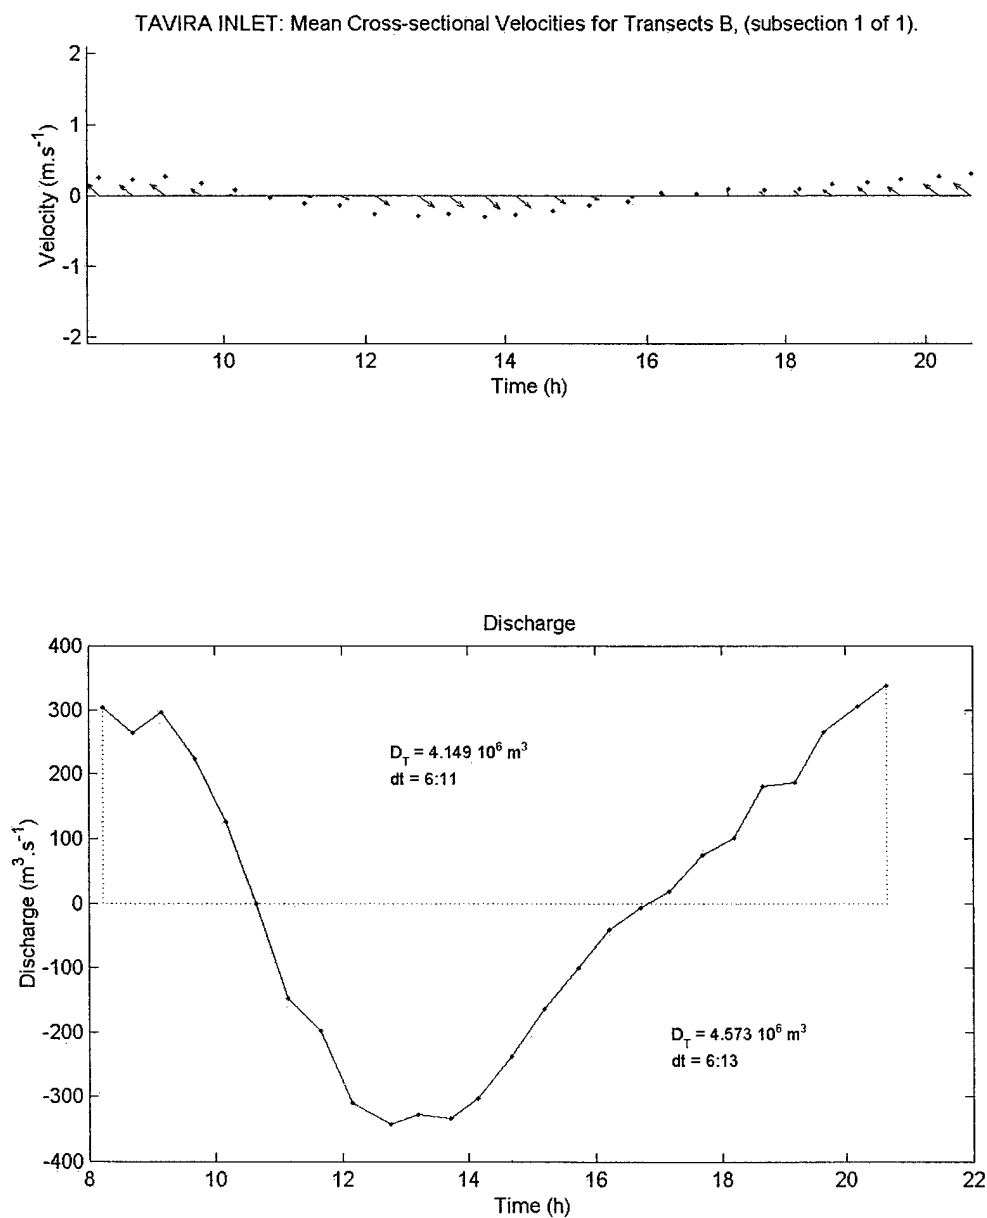 TAVIRA INLET: Mean Cross-sectional Velocities for Transects B, (subsection 1 of 1).
2
1
0
-1
-2
Velocity (m.s⁻¹)
10 12 14 16 18 20
Time (h)
Discharge
400
300
200
100
0
-100
-200
-300
-400
Discharge (m³.s⁻¹)
D_T = 4.149 10⁶ m³
dt = 6:11
D_T = 4.573 10⁶ m³
dt = 6:13
8 10 12 14 16 18 20 22
Time (h)